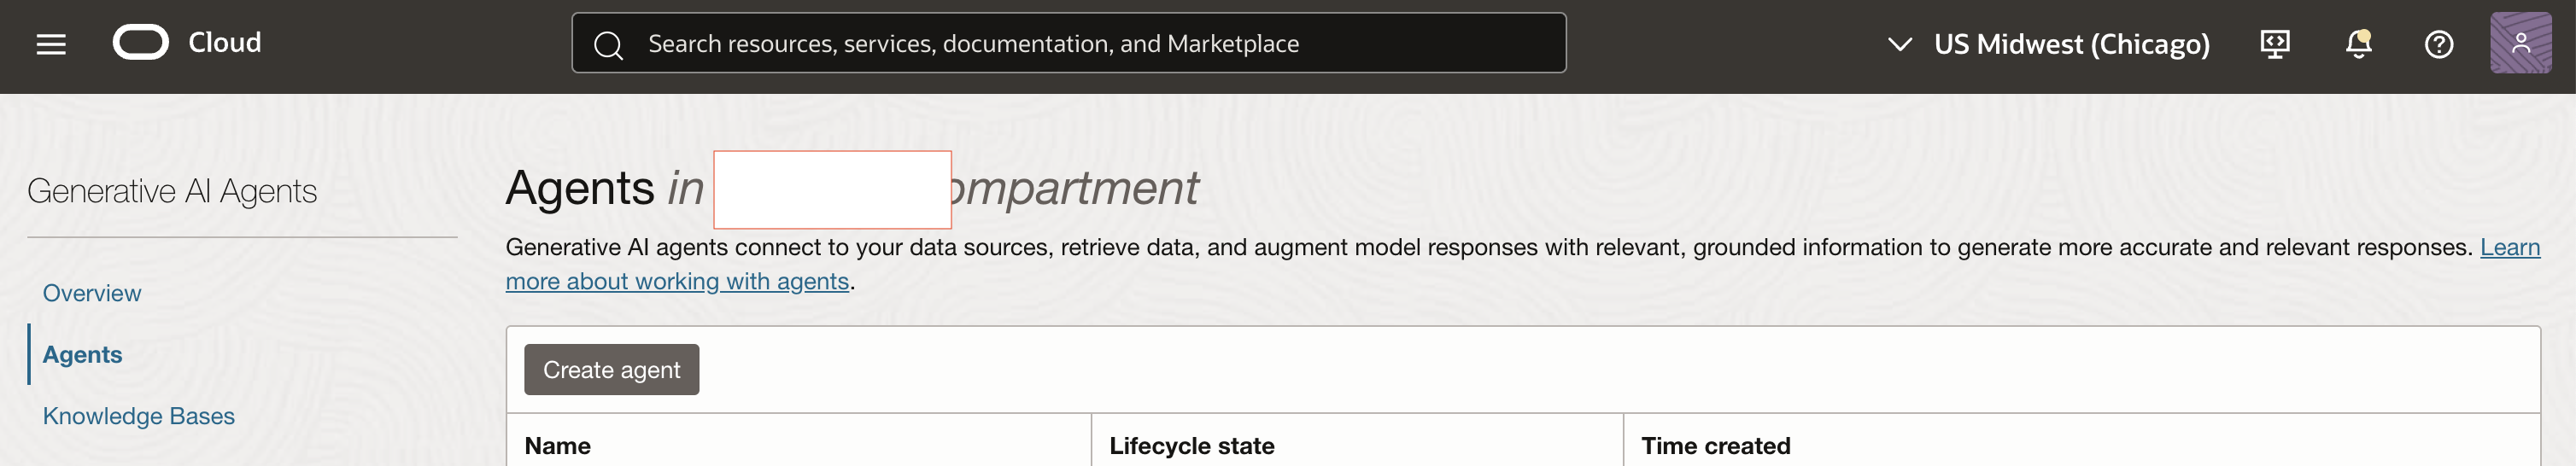 Cloud
Search resources, services, documentation, and Marketplace
US Midwest (Chicago)
Generative AI Agents
Overview
Agents
Knowledge Bases
Agents in ompartment
Generative AI agents connect to your data sources, retrieve data, and augment model responses with relevant, grounded information to generate more accurate and relevant responses. Learn
more about working with agents.
Create agent
Name Lifecycle state Time created